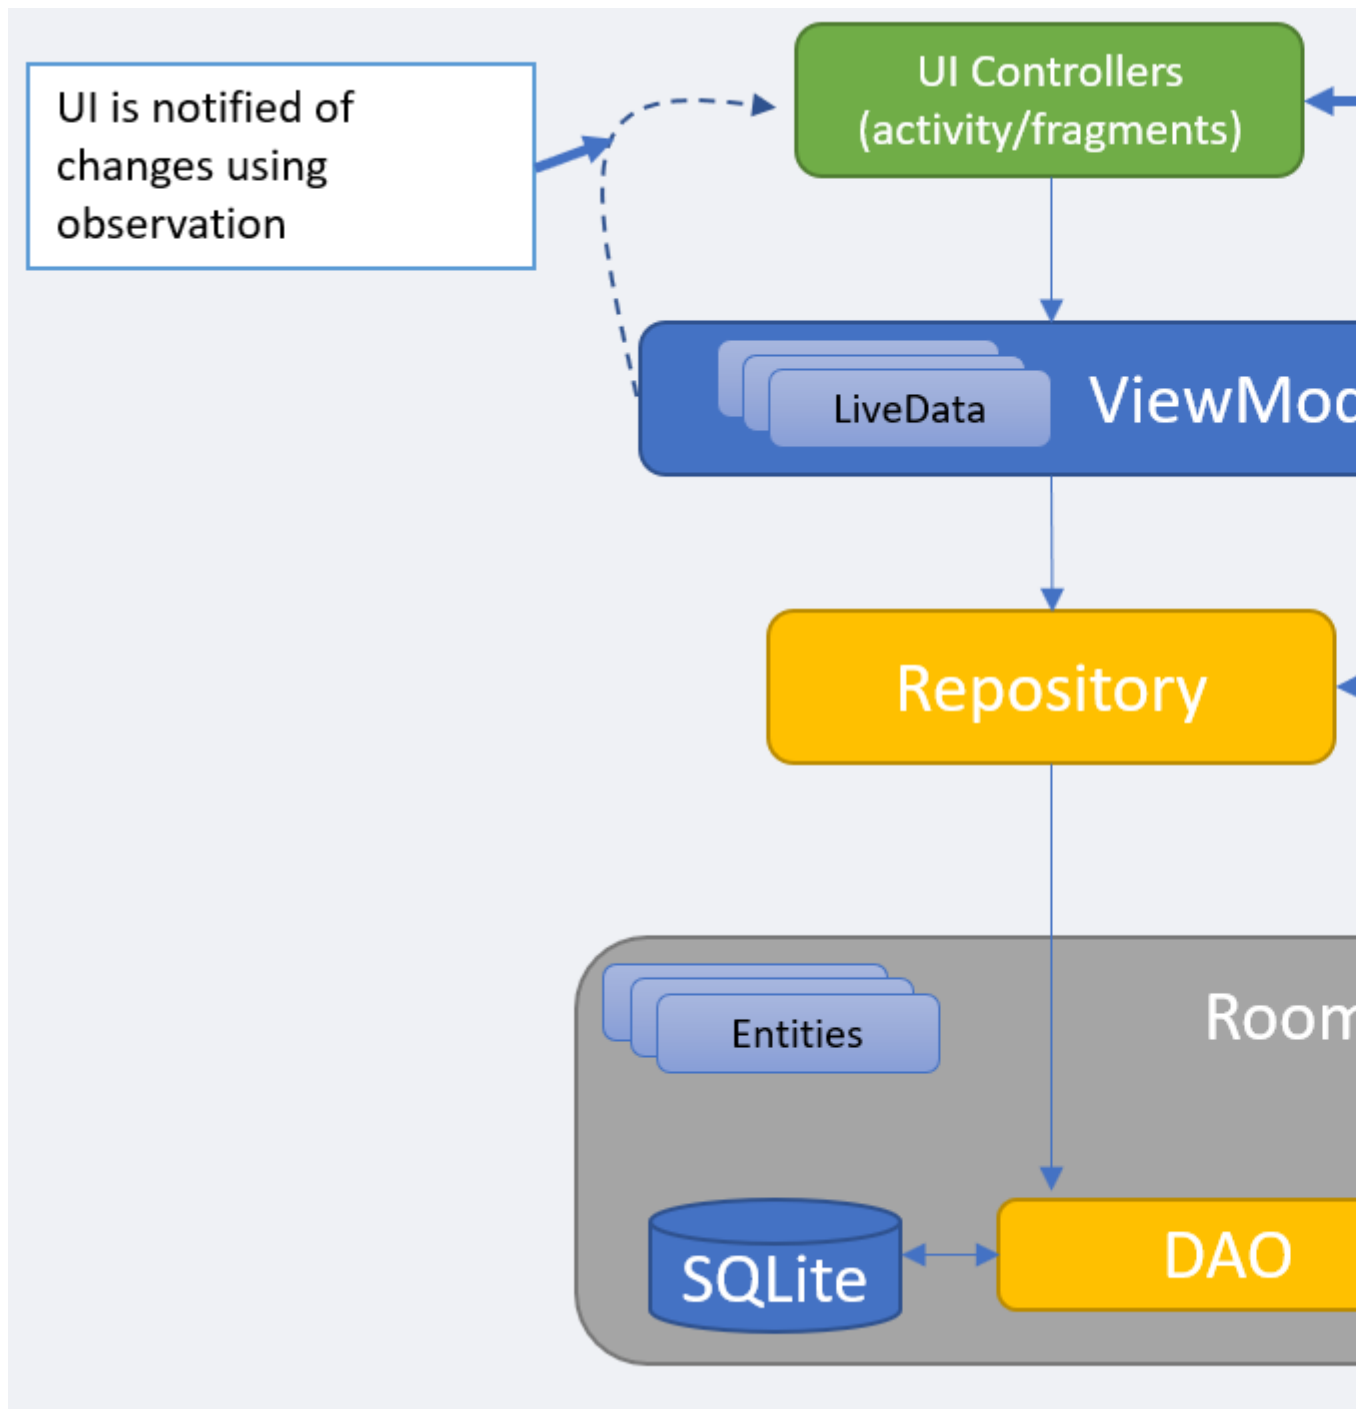 UI Controllers
(activity/fragments)
UI is notified of
changes using
observation
LiveData
Repository
Entities
SQLite
DAO